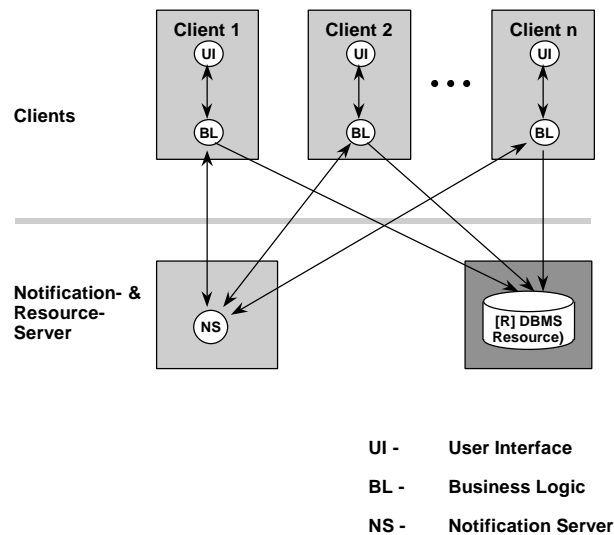 Client 1
Client 2
Client n
UI
UI
UI
• • •
Clients
BL
BL
BL
Notification- &
Resource-
Server
NS
[R] DBMS
Resource)
UI - User Interface
BL - Business Logic
NS - Notification Server